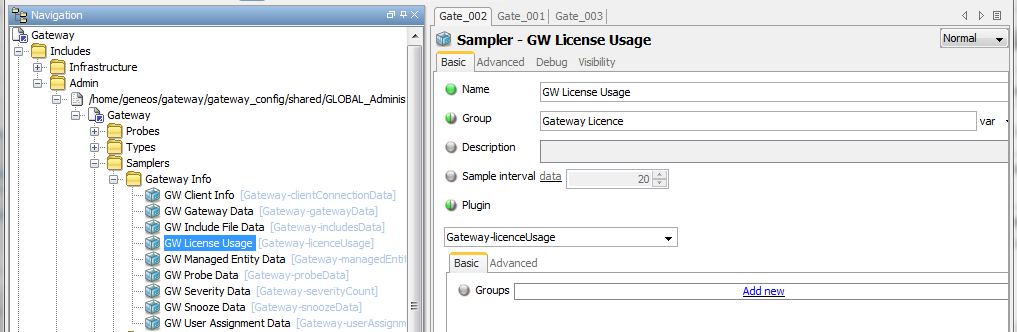 Navigation
Gateway
Includes
Infrastructure
Admin
/home/geneos/gateway/gateway_config/shared/GLOBAL_Adminis
Gateway
Probes
Types
Samplers
Gateway Info
GW Client Info [Gateway-clientConnectionData]
GW Gateway Data [Gateway-gatewayData]
GW Include File Data [Gateway-includesData]
GW License Usage [Gateway-licenceUsage]
GW Managed Entity Data [Gateway-managedEntit
GW Probe Data [Gateway-probeData]
GW Severity Data [Gateway-severityCount]
GW Snooze Data [Gateway-snoozeData]
GW User Assignment Data [Gateway-userAssignm
Gate_002 Gate_001 Gate_003
Sampler - GW License Usage Normal
Basic Advanced Debug Visibility
Name GW License Usage
Group Gateway Licence var
Description
Sample interval data 20
Plugin
Gateway-licenceUsage
Basic Advanced
Groups Add new